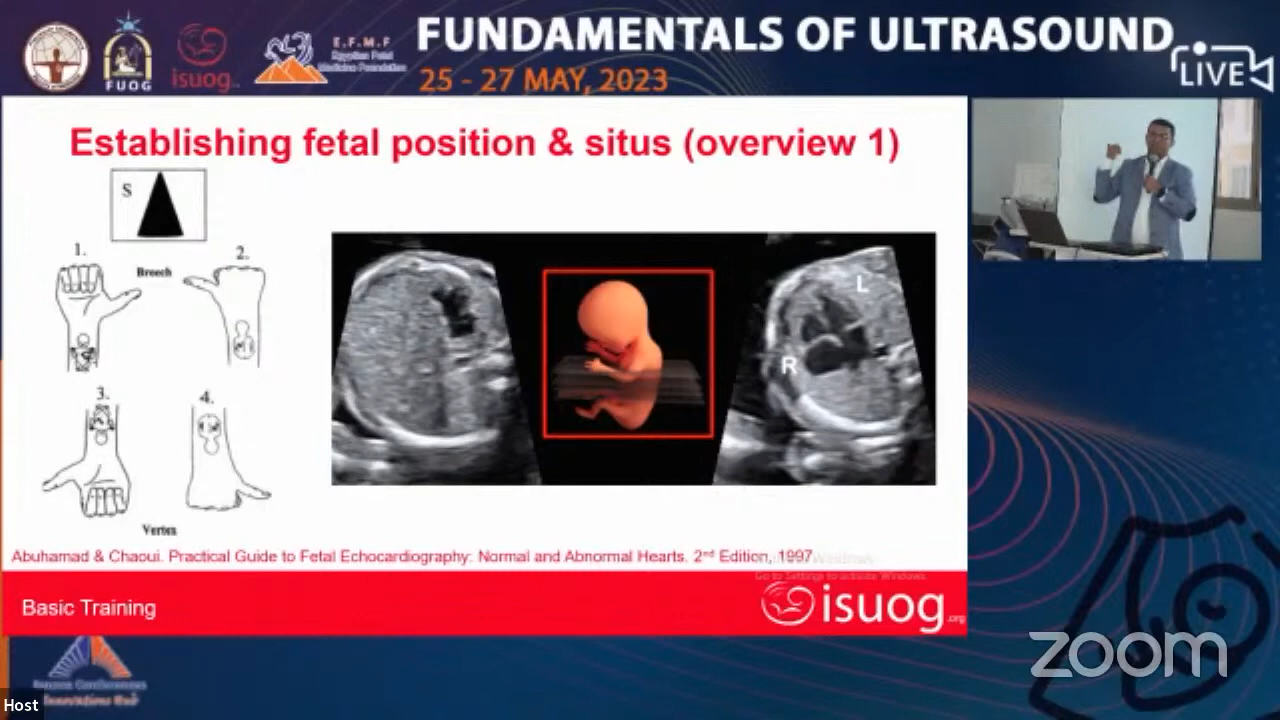 FUNDAMENTALS OF ULTRASOUND
LIVE
25 - 27 MAY, 2023
FUOG
isuog
E.F.M.F
Establishing fetal position & situs (overview 1)
S
1.
2.
Breech
3.
4.
Vertex
L
R
Abuhamad & Chaoui. Practical Guide to Fetal Echocardiography: Normal and Abnormal Hearts. 2nd Edition, 1997
Go to Settings to activate Windows.
Basic Training
isuog.org
zoom
Host